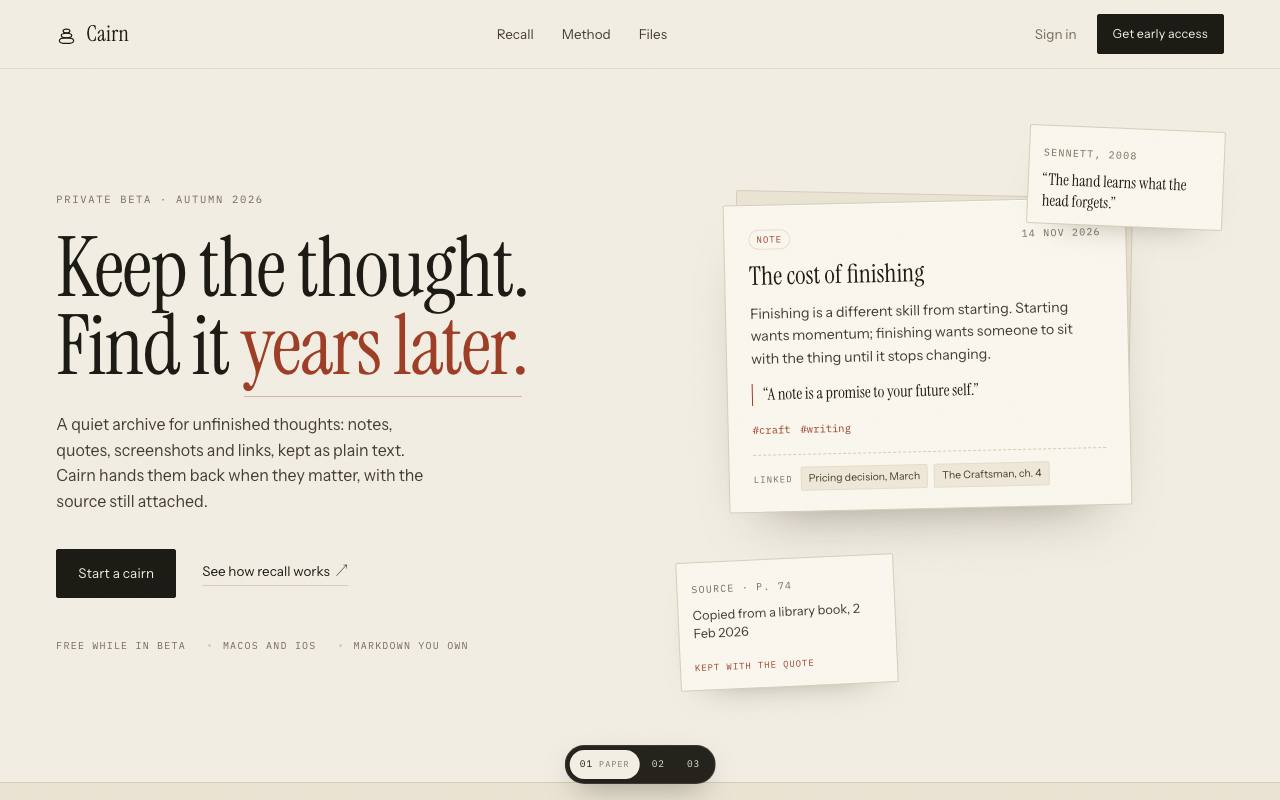 Cairn
Recall Method Files
Sign in
Get early access
PRIVATE BETA · AUTUMN 2026
Keep the thought.
Find it years later.
A quiet archive for unfinished thoughts: notes,
quotes, screenshots and links, kept as plain text.
Cairn hands them back when they matter, with the
source still attached.
Start a cairn
See how recall works ↗
FREE WHILE IN BETA · MACOS AND IOS · MARKDOWN YOU OWN
SENNETT, 2008
“The hand learns what the
head forgets.”
NOTE
14 NOV 2026
The cost of finishing
Finishing is a different skill from starting. Starting
wants momentum; finishing wants someone to sit
with the thing until it stops changing.
“A note is a promise to your future self.”
#craft #writing
LINKED Pricing decision, March The Craftsman, ch. 4
SOURCE · P. 74
Copied from a library book, 2
Feb 2026
KEPT WITH THE QUOTE
01 PAPER 02 03